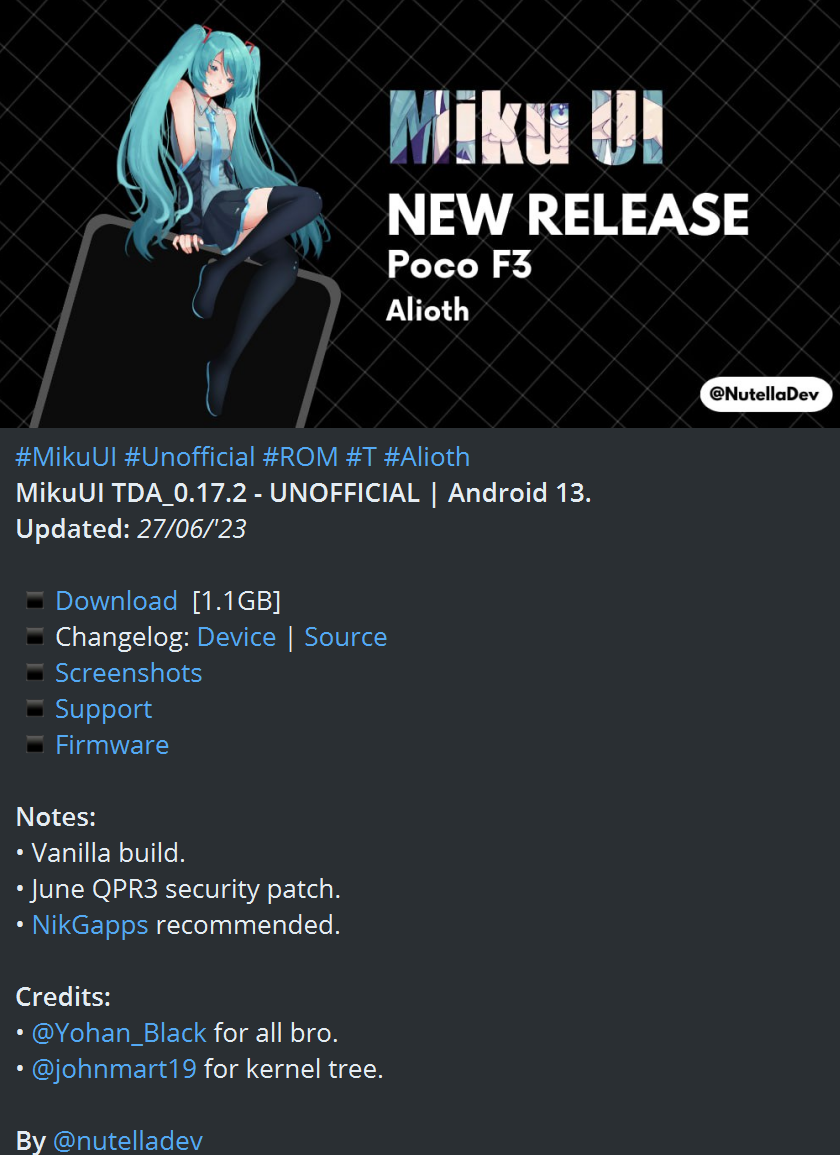 Miku UI
NEW RELEASE
Poco F3
Alioth
@NutellaDev
#MikuUI #Unofficial #ROM #T #Alioth
MikuUI TDA_0.17.2 - UNOFFICIAL | Android 13.
Updated: 27/06/'23
▪ Download [1.1GB]
▪ Changelog: Device | Source
▪ Screenshots
▪ Support
▪ Firmware
Notes:
• Vanilla build.
• June QPR3 security patch.
• NikGapps recommended.
Credits:
• @Yohan_Black for all bro.
• @johnmart19 for kernel tree.
By @nutelladev